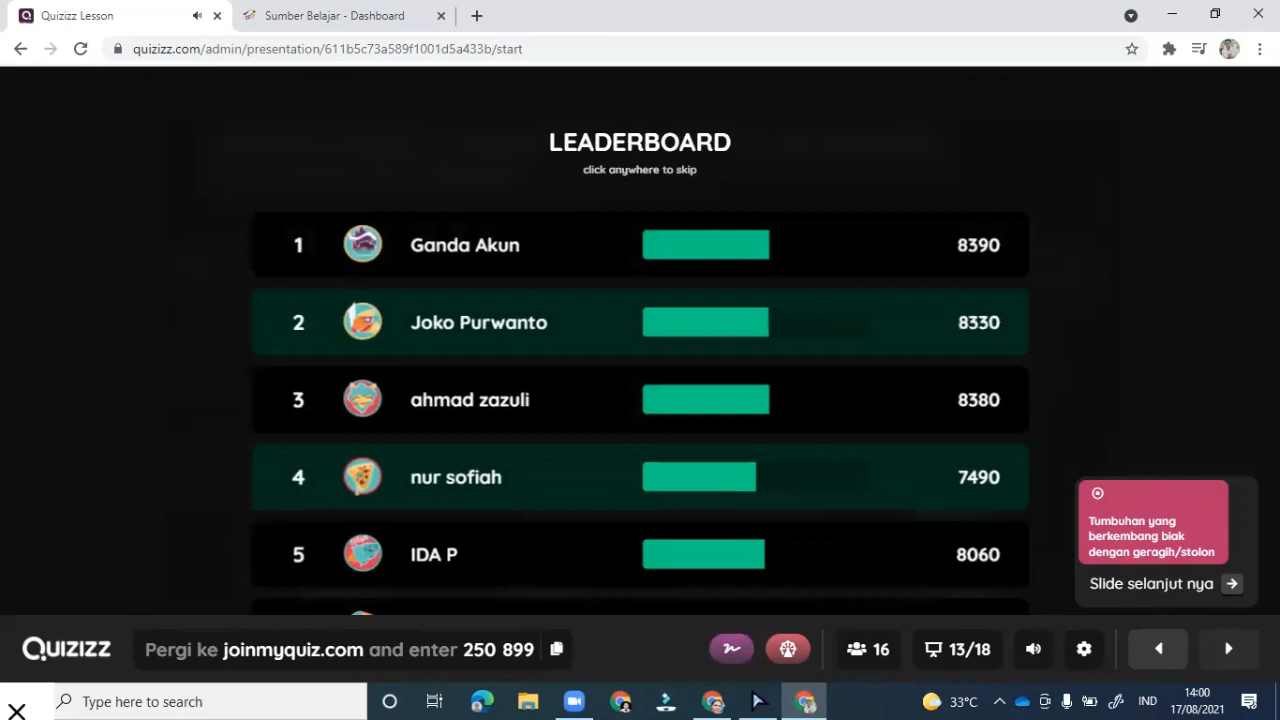 Quizizz Lesson
Sumber Belajar - Dashboard
quizizz.com/admin/presentation/611b5c73a589f1001d5a433b/start
LEADERBOARD
click anywhere to skip
1 Ganda Akun 8390
2 Joko Purwanto 8330
3 ahmad zazuli 8380
4 nur sofiah 7490
5 IDA P 8060
Tumbuhan yang
berkembang biak
dengan geragih/stolon
Slide selanjut nya
Quizizz
Pergi ke joinmyquiz.com and enter 250 899
16
13/18
Type here to search
33°C
IND
14:00
17/08/2021